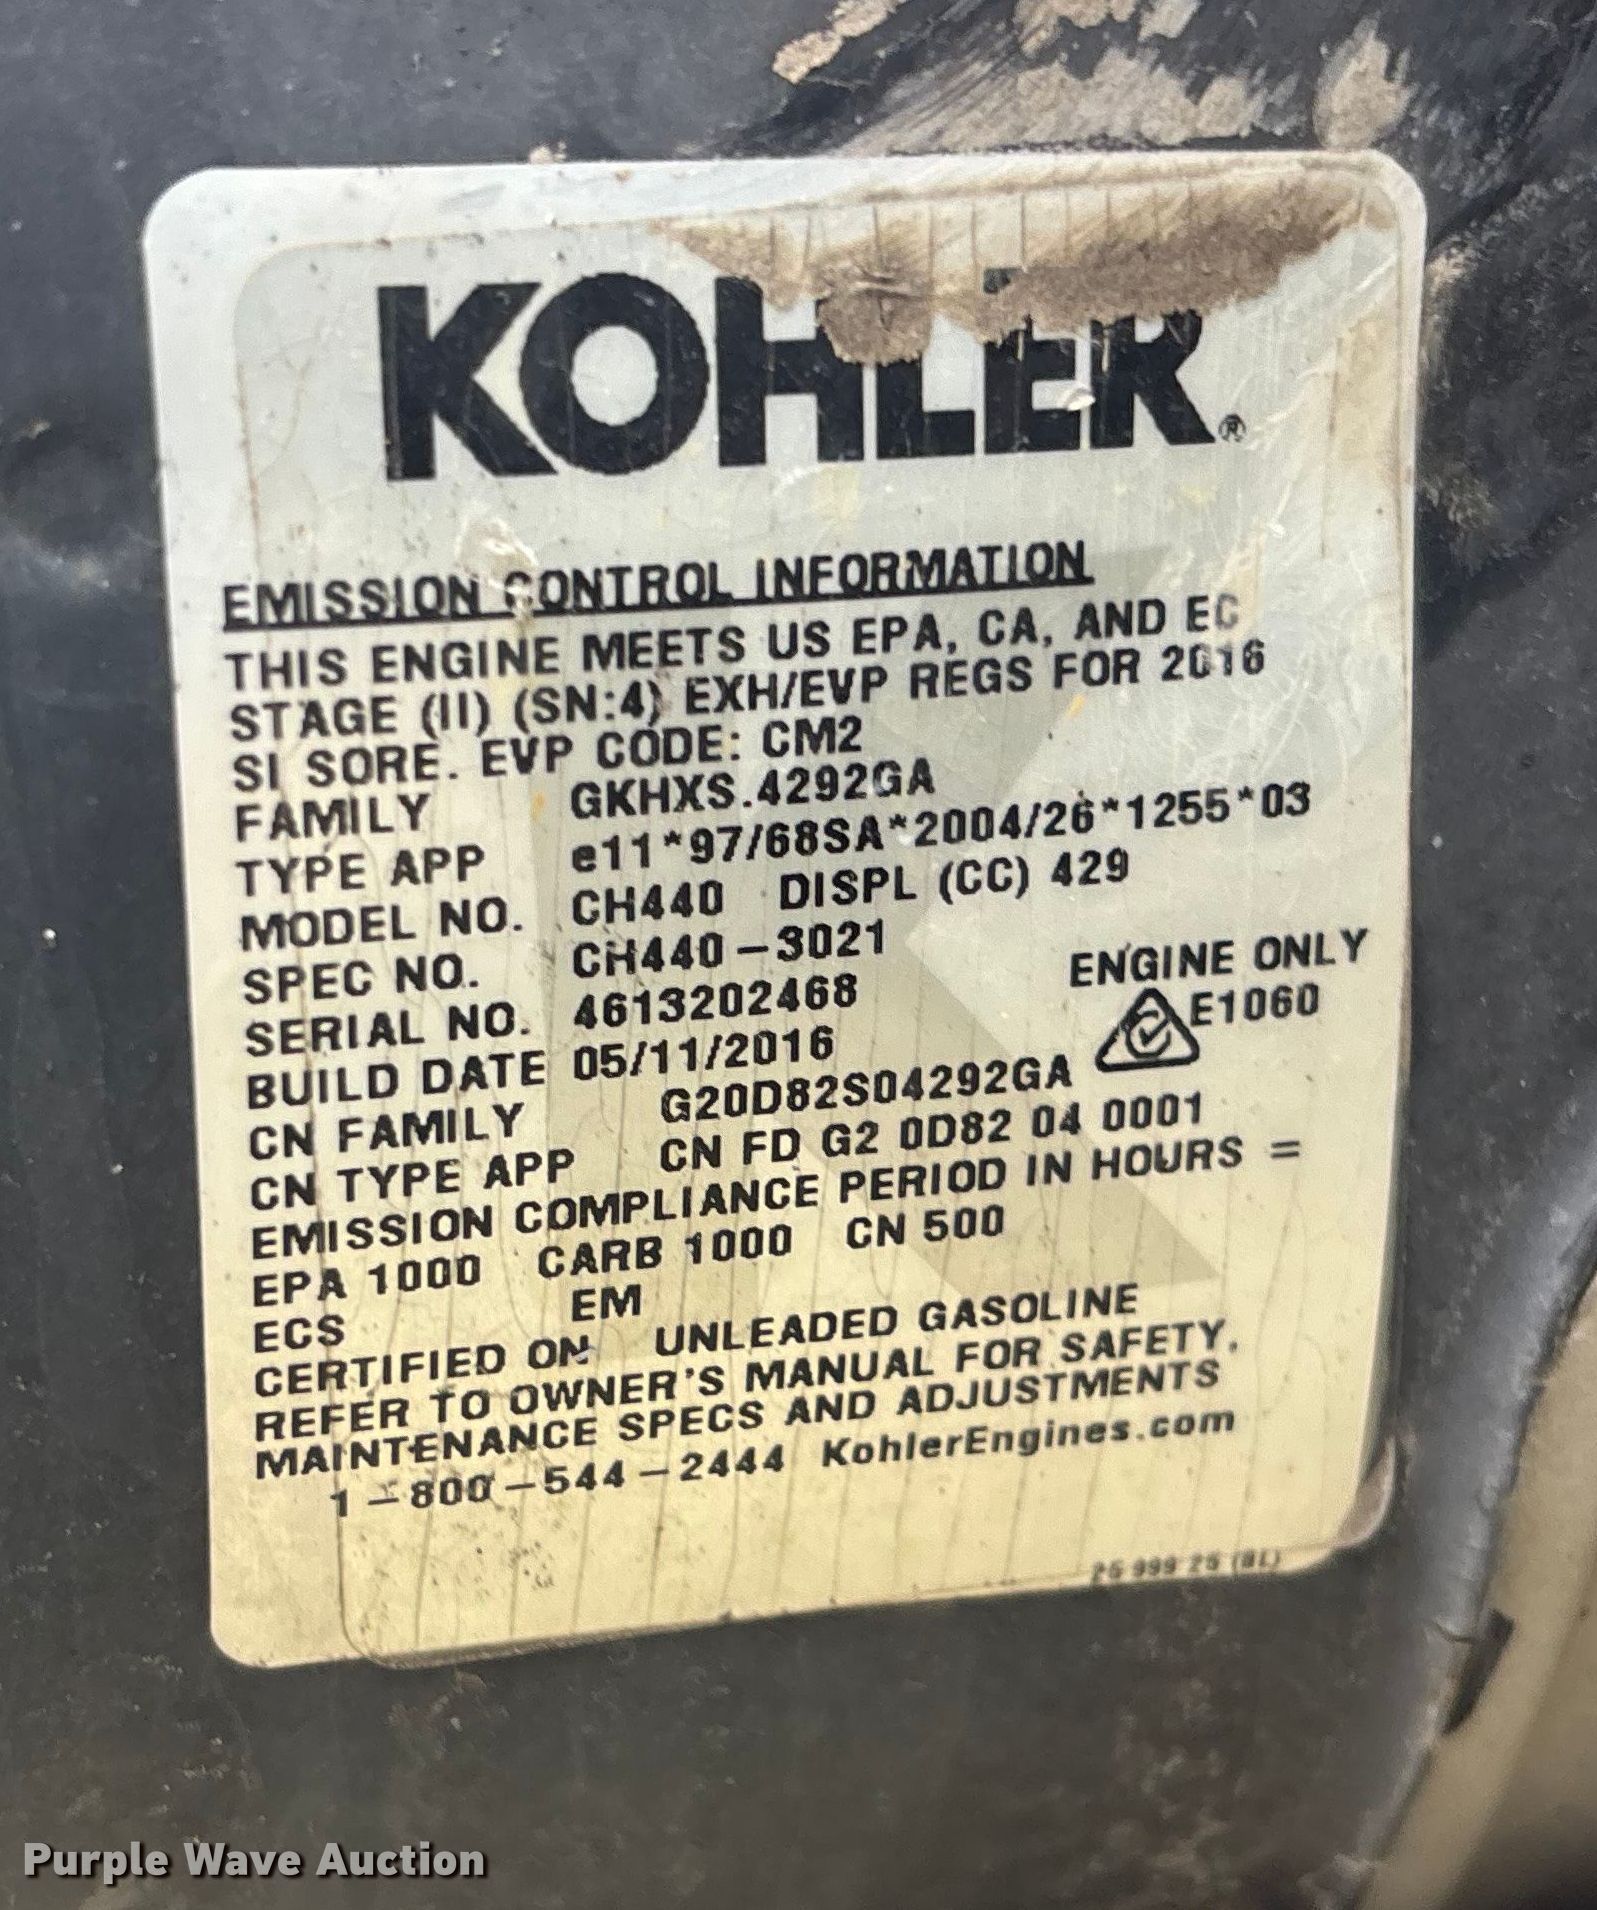 KOHLER®
EMISSION CONTROL INFORMATION
THIS ENGINE MEETS US EPA, CA, AND EC
STAGE (II) (SN:4) EXH/EVP REGS FOR 2016
SI SORE. EVP CODE: CM2
FAMILY GKHXS.4292GA
TYPE APP e11*97/68SA*2004/26*1255*03
MODEL NO. CH440 DISPL (CC) 429
SPEC NO. CH440-3021
SERIAL NO. 4613202468 ENGINE ONLY
BUILD DATE 05/11/2016 E1060
CN FAMILY G20D82S04292GA
CN TYPE APP CN FD G2 0D82 04 0001
EMISSION COMPLIANCE PERIOD IN HOURS =
EPA 1000 CARB 1000 CN 500
ECS EM
CERTIFIED ON UNLEADED GASOLINE
REFER TO OWNER'S MANUAL FOR SAFETY,
MAINTENANCE SPECS AND ADJUSTMENTS
1-800-544-2444 KohlerEngines.com
999 25
Purple Wave Auction